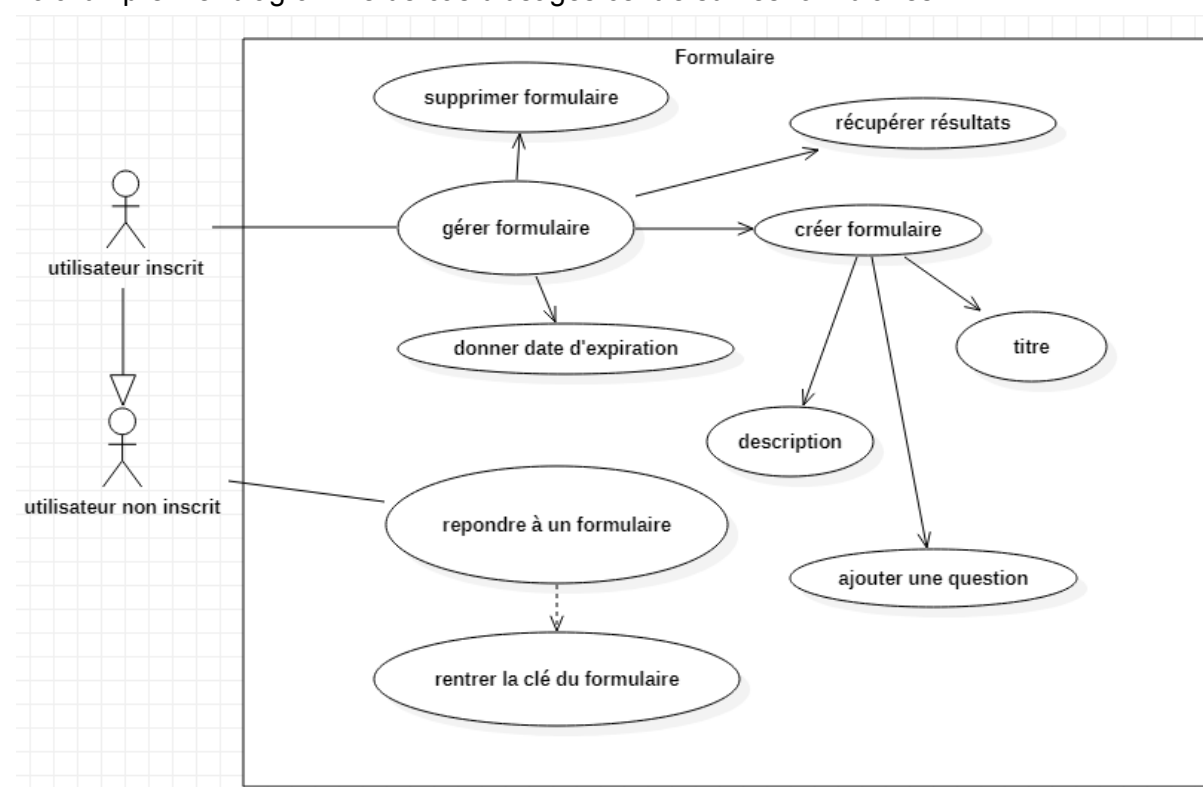 Formulaire
supprimer formulaire
récupérer résultats
gérer formulaire
créer formulaire
utilisateur inscrit
donner date d'expiration
titre
description
utilisateur non inscrit
repondre à un formulaire
ajouter une question
rentrer la clé du formulaire